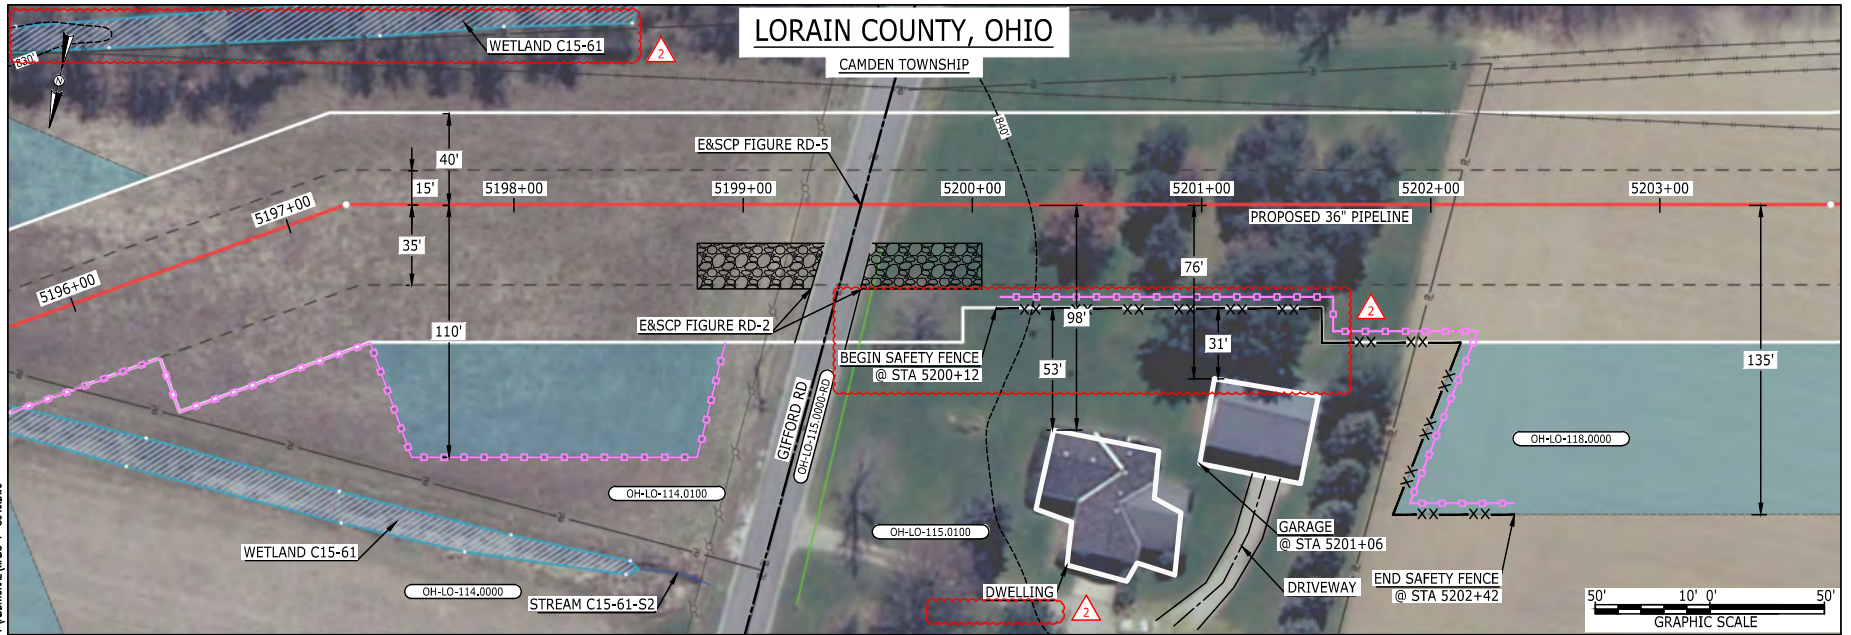 LORAIN COUNTY, OHIO
CAMDEN TOWNSHIP
WETLAND C15-61
2
830'
N
840'
E&SCP FIGURE RD-5
40'
15'
35'
110'
5196+00
5197+00
5198+00
5199+00
5200+00
5201+00
5202+00
5203+00
PROPOSED 36" PIPELINE
76'
98'
31'
53'
135'
2
E&SCP FIGURE RD-2
BEGIN SAFETY FENCE
@ STA 5200+12
GIFFORD RD
OH-LO-115.0000-RD
OH-LO-114.0100
OH-LO-115.0100
OH-LO-118.0000
WETLAND C15-61
OH-LO-114.0000
STREAM C15-61-S2
DWELLING
2
GARAGE
@ STA 5201+06
DRIVEWAY
END SAFETY FENCE
@ STA 5202+42
50' 10' 0' 50'
GRAPHIC SCALE